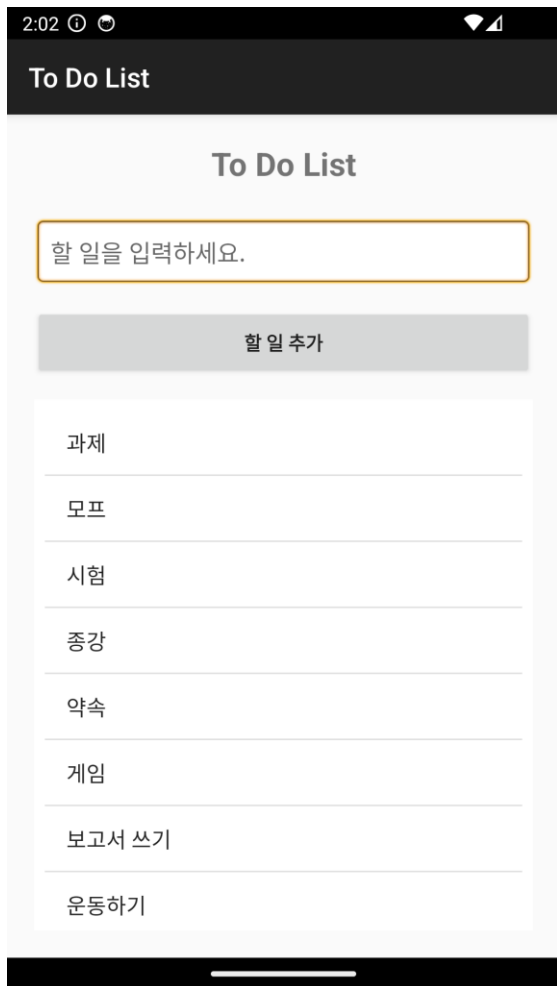 2:02
To Do List
To Do List
할 일을 입력하세요.
할 일 추가
과제
모프
시험
종강
약속
게임
보고서 쓰기
운동하기